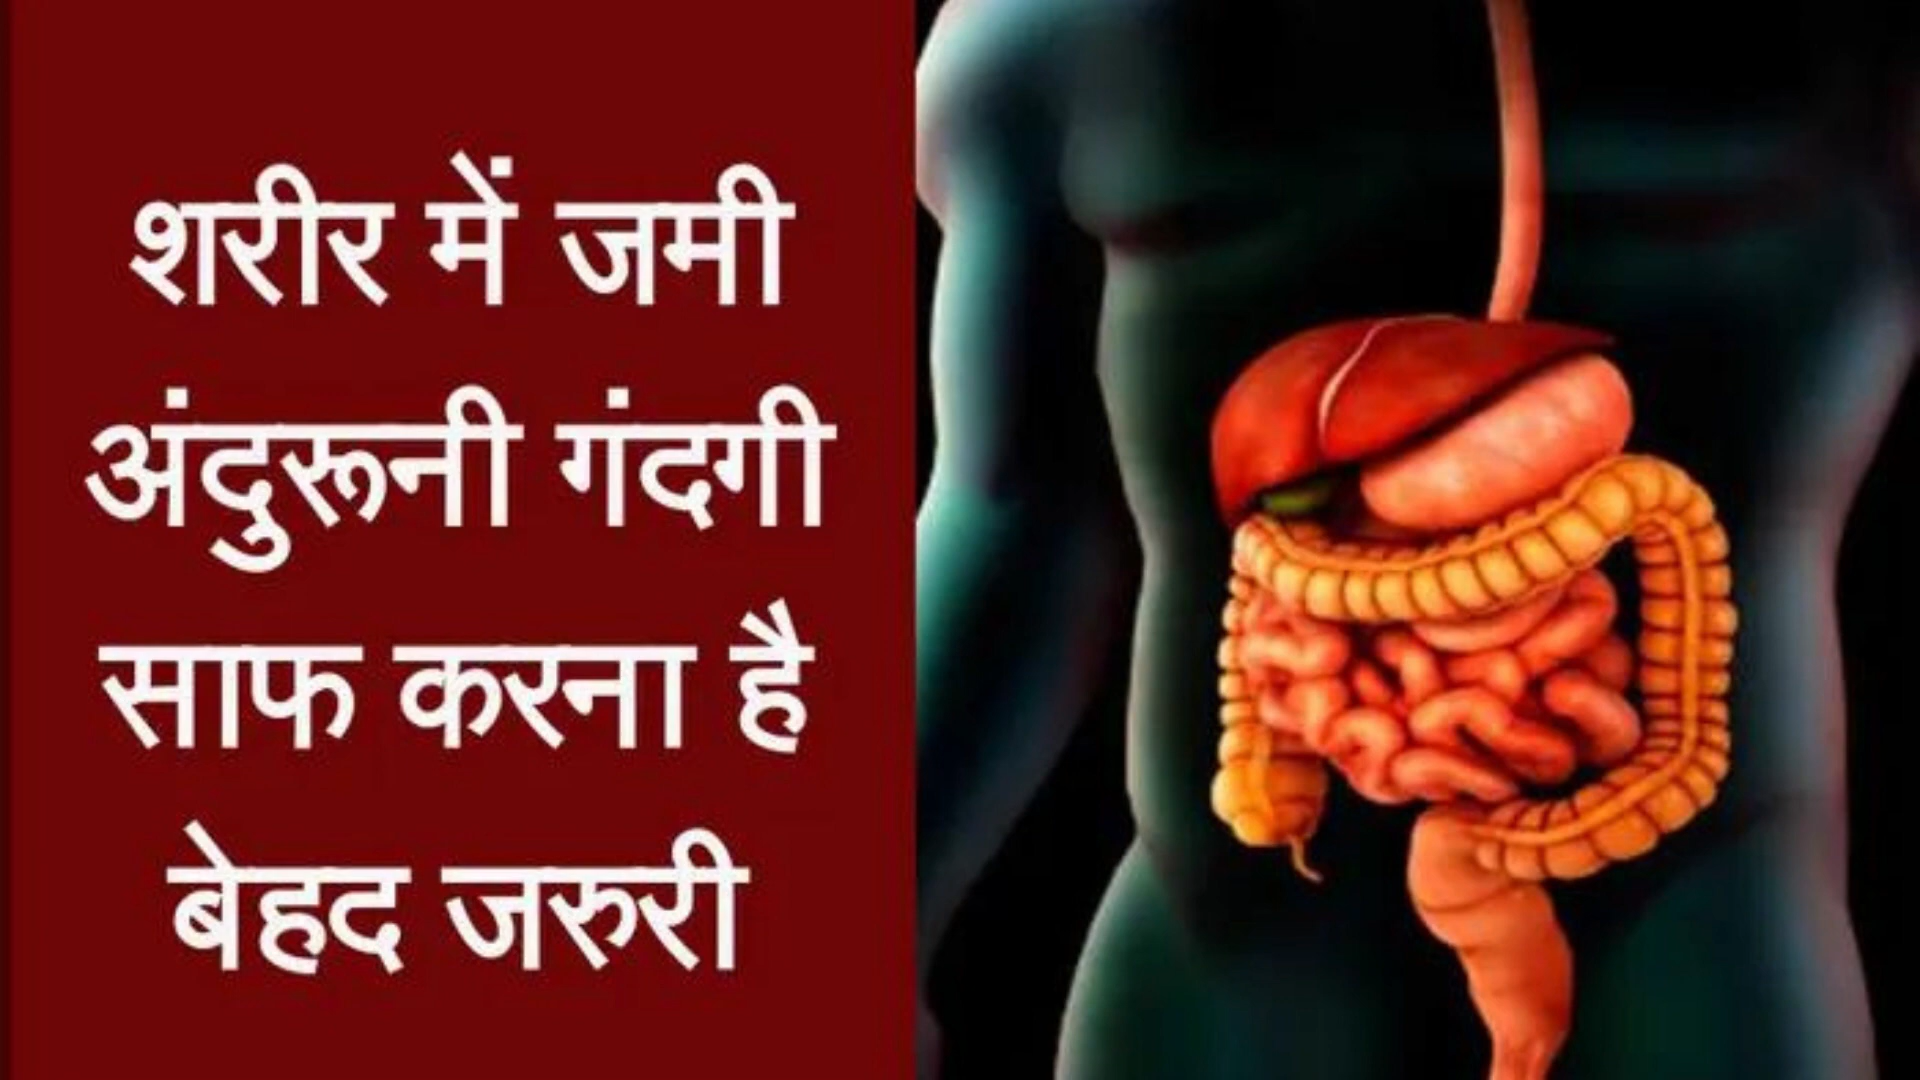 शरीर में जमी
अंदुरूनी गंदगी
साफ करना है
बेहद जरुरी